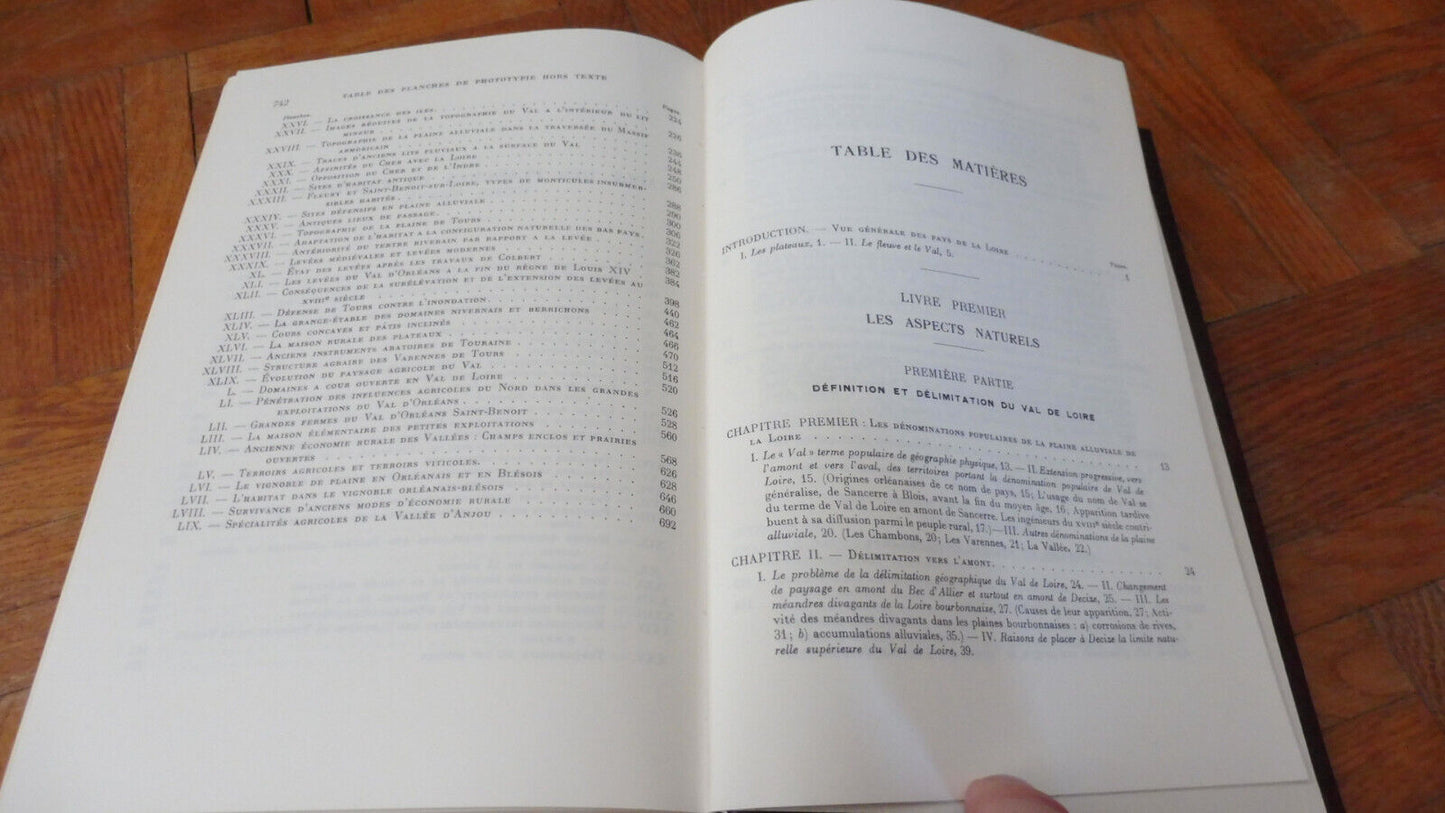 742
TABLE DES PLANCHES DE PHOTOTYPIE HORS TEXTE
Planches.
Pages.
XXVI. — La croissance des iles. 224
XXVII. — Images réduites de la topographie du Val a l'intérieur du lit
mineur 226
XXVIII. — Topographie de la plaine alluviale dans la traversée du Massif
armoricain 236
XXIX. — Traces d'anciens lits fluviaux a la surface du Val 244
XXX. — Affinités du Cher avec la Loire 248
XXXI. — Opposition du Cher et de l'Indre 250
XXXII. — Sites d'habitat antique 286
XXXIII. — Fleury et Saint-Benoit-sur-Loire, types de monticules insubmer-
sibles habités. 288
XXXIV. — Sites défensifs en plaine alluviale 290
XXXV. — Antiques lieux de passage. 300
XXXVI. — Topographie de la plaine de Tours 306
XXXVII. — Adaptation de l'habitat a la configuration naturelle des bas pays. 322
XXXVIII. — Antériorité du tertre riverain par rapport a la levée 326
XXXIX. — Levées médiévales et levées modernes 362
XL. — État des levées après les travaux de Colbert 382
XLI. — Les levées du Val d'Orléans a la fin du règne de Louis XIV 384
XLII. — Conséquences de la surélévation et de l'extension des levées au
XVIIIe siècle 398
XLIII. — Défense de Tours contre l'inondation. 440
XLIV. — La grange-étable des domaines nivernais et berrichons 462
XLV. — Cours concaves et pâtis inclinés 464
XLVI. — La maison rurale des plateaux 466
XLVII. — Anciens instruments aratoires de Touraine 470
XLVIII. — Structure agraire des Varennes de Tours 512
XLIX. — Évolution du paysage agricole du Val 516
L. — Domaines a cour ouverte en Val de Loire 520
LI. — Pénétration des influences agricoles du Nord dans les grandes
exploitations du Val d'Orléans 526
LII. — Grandes fermes du Val d'Orléans Saint-Benoit 528
LIII. — La maison élémentaire des petites exploitations 560
LIV. — Ancienne économie rurale des Vallées : Champs enclos et prairies
ouvertes 568
LV. — Terroirs agricoles et terroirs viticoles. 626
LVI. — Le vignoble de plaine en Orléanais et en Blésois 628
LVII. — L'habitat dans le vignoble orléanais-blésois 646
LVIII. — Survivance d'anciens modes d'économie rurale 660
LIX. — Spécialités agricoles de la Vallée d'Anjou 692
TABLE DES MATIÈRES
Pages.
INTRODUCTION. — Vue générale des pays de la Loire
I. Les plateaux, 1. — II. Le fleuve et le Val, 5.
LIVRE PREMIER
LES ASPECTS NATURELS
PREMIÈRE PARTIE
DÉFINITION ET DÉLIMITATION DU VAL DE LOIRE
CHAPITRE PREMIER : Les dénominations populaires de la plaine alluviale de
la Loire 13
I. Le « Val » terme populaire de géographie physique, 13. — II. Extension progressive, vers
l'amont et vers l'aval, des territoires portant la dénomination populaire de Val de
Loire, 15. (Origines orléanaises de ce nom de pays, 15; L'usage du nom de Val se
généralise, de Sancerre à Blois, avant la fin du moyen âge, 16, Apparition tardive
du terme de Val de Loire en amont de Sancerre. Les ingénieurs du XVIIIe siècle contri-
buent à sa diffusion parmi le peuple rural, 17.)—III. Autres dénominations de la plaine
alluviale, 20. (Les Chambons, 20; Les Varennes, 21; La Vallée, 22.)
CHAPITRE II. — Délimitation vers l'amont. 24
I. Le problème de la délimitation géographique du Val de Loire, 24. — II. Changement
de paysage en amont du Bec d'Allier et surtout en amont de Decize, 25. — III. Les
méandres divagants de la Loire bourbonnaise, 27. (Causes de leur apparition, 27; Acti-
vité des méandres divagants dans les plaines bourbonnaises : a) corrosions de rives,
31 ; b) accumulations alluviales, 35.) — IV. Raisons de placer à Decize la limite natu-
relle supérieure du Val de Loire, 39.